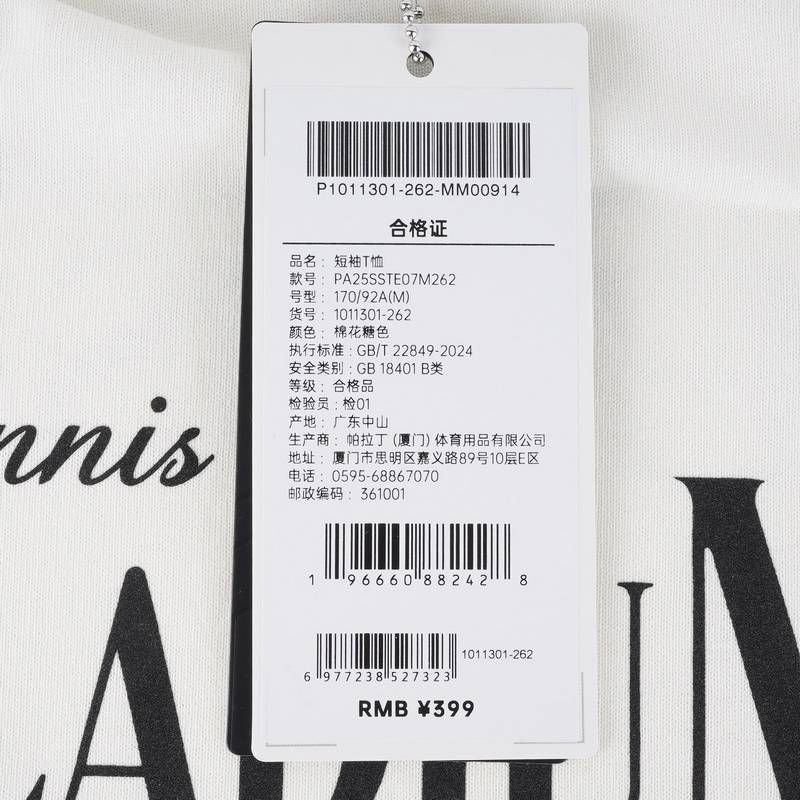 P1011301-262-MM00914
合格证
品名： 短袖T恤
款号： PA25SSTE07M262
号型： 170/92A(M)
货号： 1011301-262
颜色： 棉花糖色
执行标准：GB/T 22849-2024
安全类别：GB 18401 B类
等级： 合格品
检验员：检01
产地： 广东中山
生产商： 帕拉丁 (厦门) 体育用品有限公司
地址： 厦门市思明区嘉义路89号10层E区
电话： 0595-68867070
邮政编码： 361001
1 96660 88242 8
1011301-262
6 977238 527323
RMB ¥399
nnis